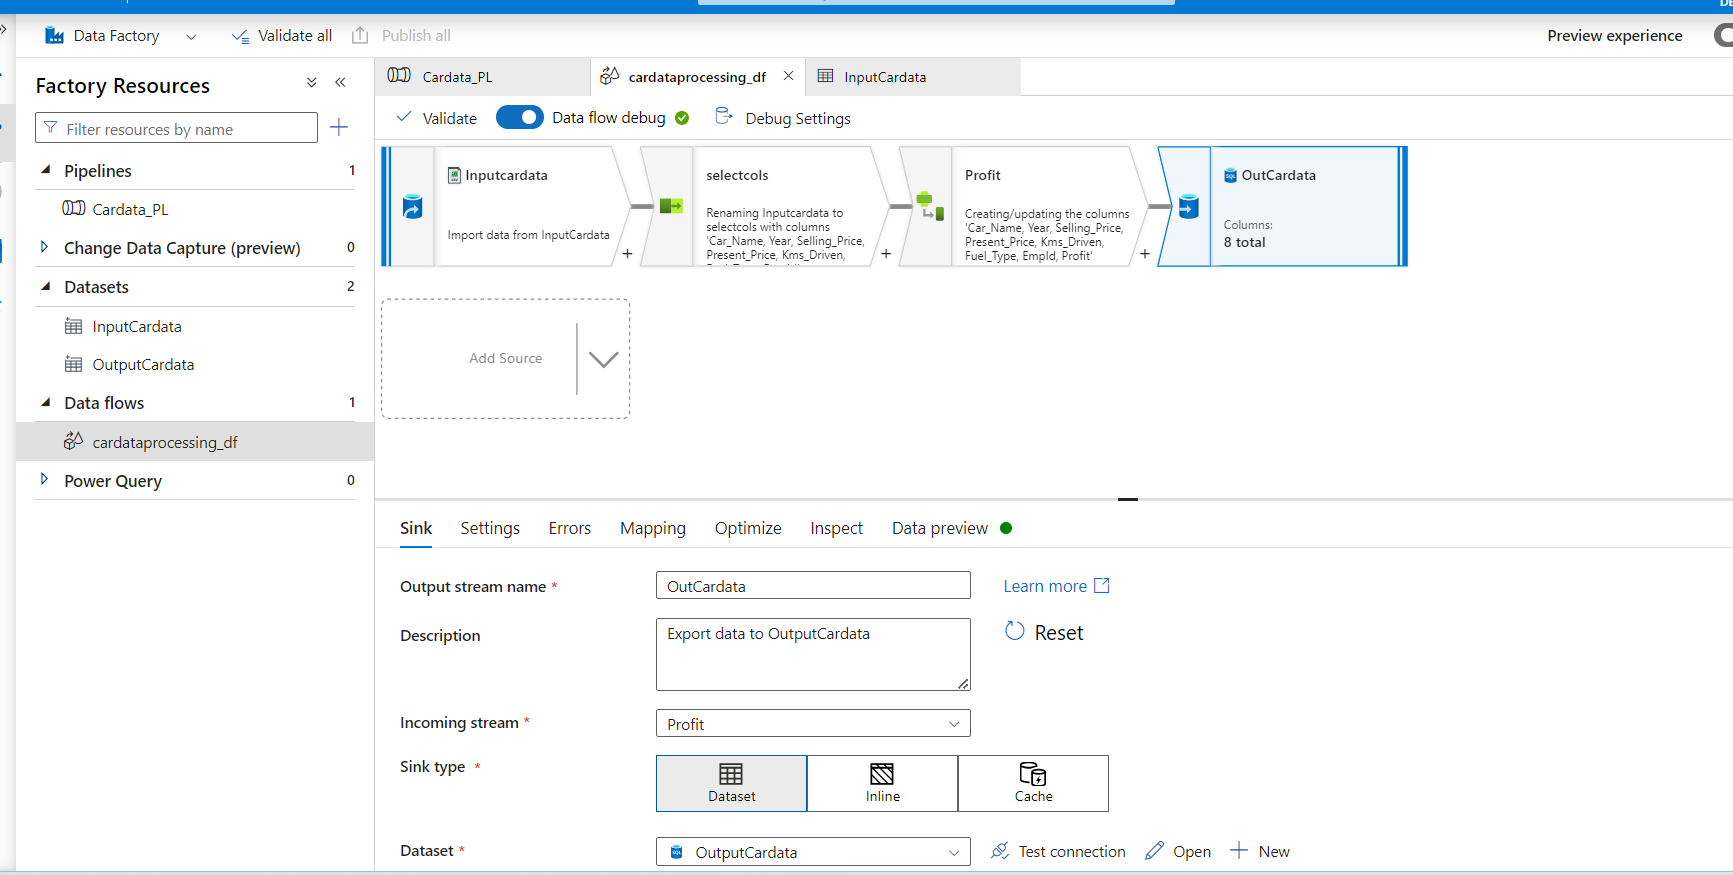 Data Factory
Validate all
Publish all
Preview experience
Factory Resources
Filter resources by name
Pipelines 1
Cardata_PL
Change Data Capture (preview) 0
Datasets 2
InputCardata
OutputCardata
Data flows 1
cardataprocessing_df
Power Query 0
Cardata_PL
cardataprocessing_df
InputCardata
Validate
Data flow debug
Debug Settings
Inputcardata
Import data from InputCardata
+
selectcols
Renaming Inputcardata to
selectcols with columns
'Car_Name, Year, Selling_Price,
Present_Price, Kms_Driven,
+
Profit
Creating/updating the columns
'Car_Name, Year, Selling_Price,
Present_Price, Kms_Driven,
Fuel_Type, EmpId, Profit'
+
SQL
OutCardata
Columns:
8 total
Add Source
Sink
Settings
Errors
Mapping
Optimize
Inspect
Data preview
Output stream name *
OutCardata
Learn more
Description
Export data to OutputCardata
Reset
Incoming stream *
Profit
Sink type *
Dataset
Inline
Cache
Dataset *
SQL
OutputCardata
Test connection
Open
New